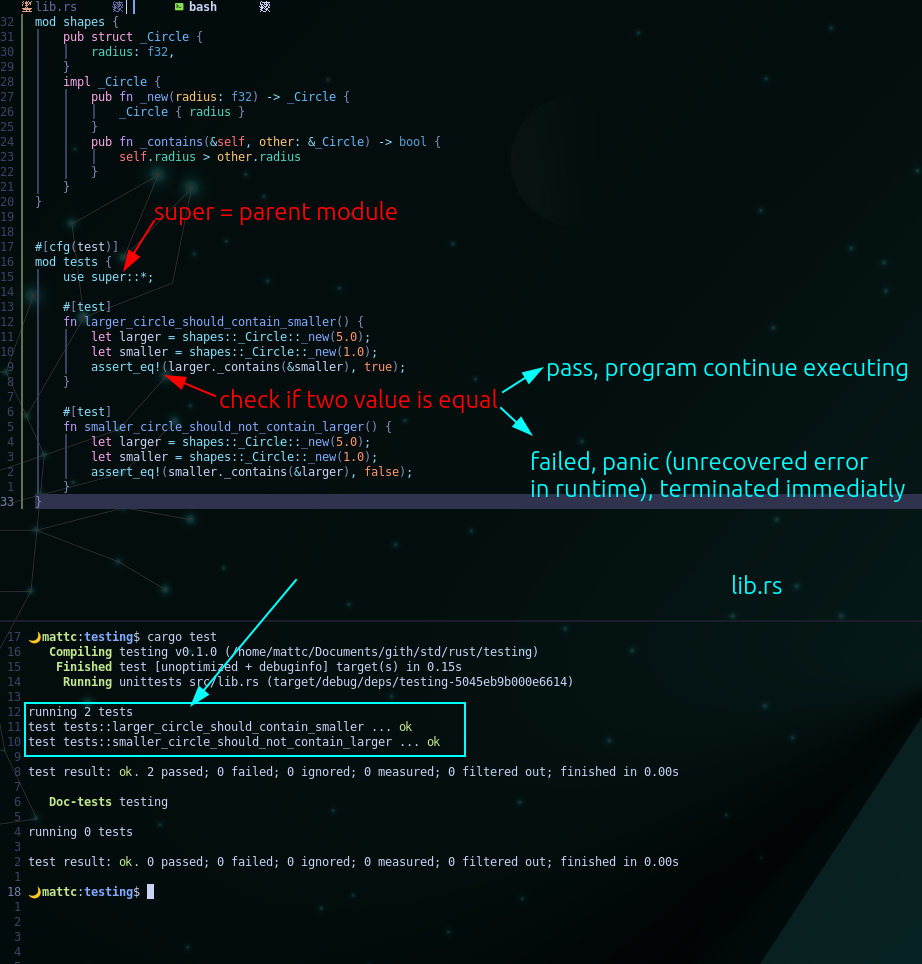 lib.rs bash
32 mod shapes {
31 pub struct _Circle {
30 radius: f32,
29 }
28 impl _Circle {
27 pub fn _new(radius: f32) -> _Circle {
26 _Circle { radius }
25 }
24 pub fn _contains(&self, other: &_Circle) -> bool {
23 self.radius > other.radius
22 }
21 }
20 }
19
super = parent module
18
17 #[cfg(test)]
16 mod tests {
15 use super::*;
14
13 #[test]
12 fn larger_circle_should_contain_smaller() {
11 let larger = shapes::_Circle::_new(5.0);
10 let smaller = shapes::_Circle::_new(1.0);
9 assert_eq!(larger._contains(&smaller), true);
pass, program continue executing
8 }
7 check if two value is equal
6 #[test]
5 fn smaller_circle_should_not_contain_larger() {
4 let larger = shapes::_Circle::_new(5.0);
3 let smaller = shapes::_Circle::_new(1.0);
failed, panic (unrecovered error
2 assert_eq!(smaller._contains(&larger), false);
1 }
in runtime), terminated immediatly
33 }
lib.rs
17 mattc:testing$ cargo test
16 Compiling testing v0.1.0 (/home/mattc/Documents/gith/std/rust/testing)
15 Finished test [unoptimized + debuginfo] target(s) in 0.15s
14 Running unittests src/lib.rs (target/debug/deps/testing-5045eb9b000e6614)
13
12 running 2 tests
11 test tests::larger_circle_should_contain_smaller ... ok
10 test tests::smaller_circle_should_not_contain_larger ... ok
9
8 test result: ok. 2 passed; 0 failed; 0 ignored; 0 measured; 0 filtered out; finished in 0.00s
7
6 Doc-tests testing
5
4 running 0 tests
3
2 test result: ok. 0 passed; 0 failed; 0 ignored; 0 measured; 0 filtered out; finished in 0.00s
1
18 mattc:testing$
1
2
3
4